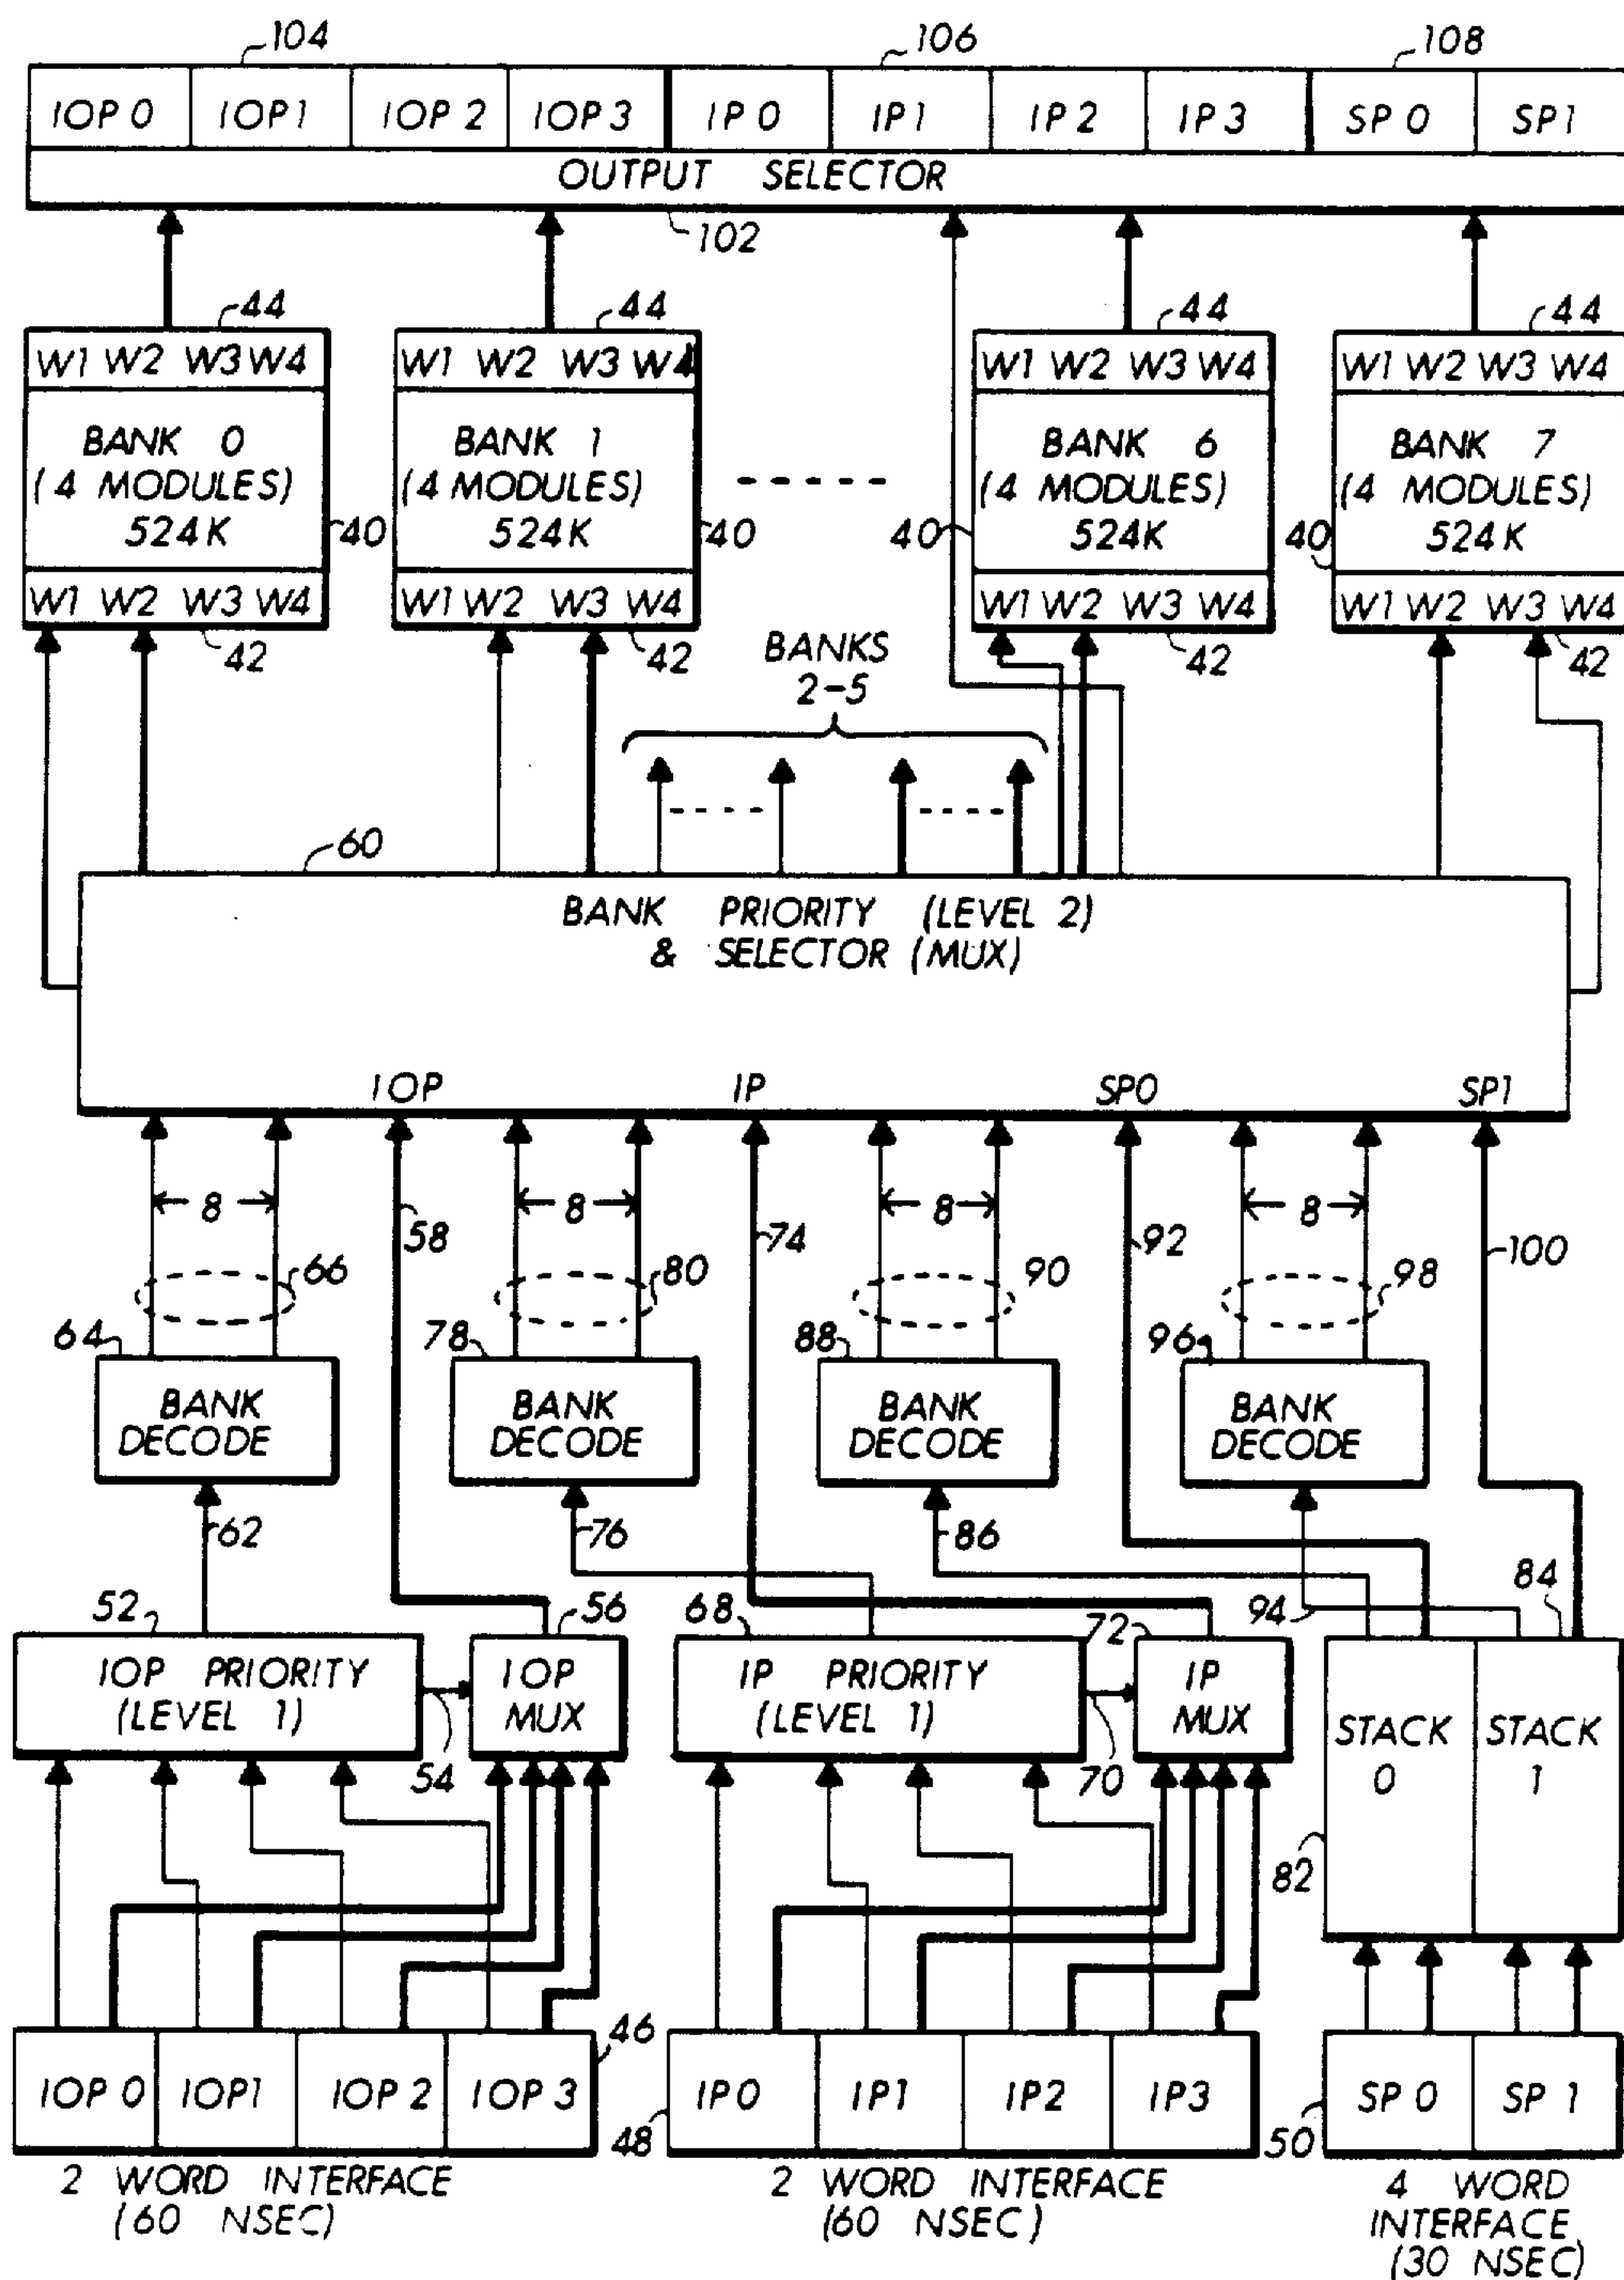 104 106 108
IOP 0 IOP1 IOP 2 IOP 3 IP 0 IP1 IP 2 IP 3 SP 0 SP1
OUTPUT SELECTOR
102
44 44 44 44
W1 W2 W3 W4 W1 W2 W3 W4 W1 W2 W3 W4 W1 W2 W3 W4
BANK 0 BANK 1 BANK 6 BANK 7
(4 MODULES) (4 MODULES) (4 MODULES) (4 MODULES)
524K 40 524K 40 40 524K 40 524K
W1 W2 W3 W4 W1 W2 W3 W4 W1 W2 W3 W4 W1 W2 W3 W4
42 42 42 42
BANKS
2-5
60
BANK PRIORITY (LEVEL 2)
& SELECTOR (MUX)
IOP IP SP0 SP1
8 8 8 8
58 74 92 100
66 80 90 98
64 78 88 96
BANK BANK BANK BANK
DECODE DECODE DECODE DECODE
62 76 86
84
52 56 68 72 94
IOP PRIORITY IOP IP PRIORITY IP
(LEVEL 1) MUX (LEVEL 1) MUX
STACK STACK
0 1
54 70
82
46
IOP 0 IOP1 IOP 2 IOP 3 IP0 IP1 IP2 IP3 SP 0 SP 1
48 50
2 WORD INTERFACE 2 WORD INTERFACE 4 WORD
(60 NSEC) (60 NSEC) INTERFACE
(30 NSEC)